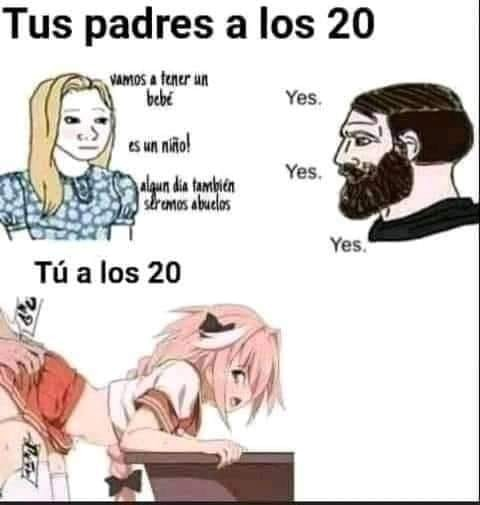 Tus padres a los 20
vamos a tener un
bebé
Yes.
es un niño!
Yes.
algun dia también
seremos abuelos
Yes.
Tú a los 20